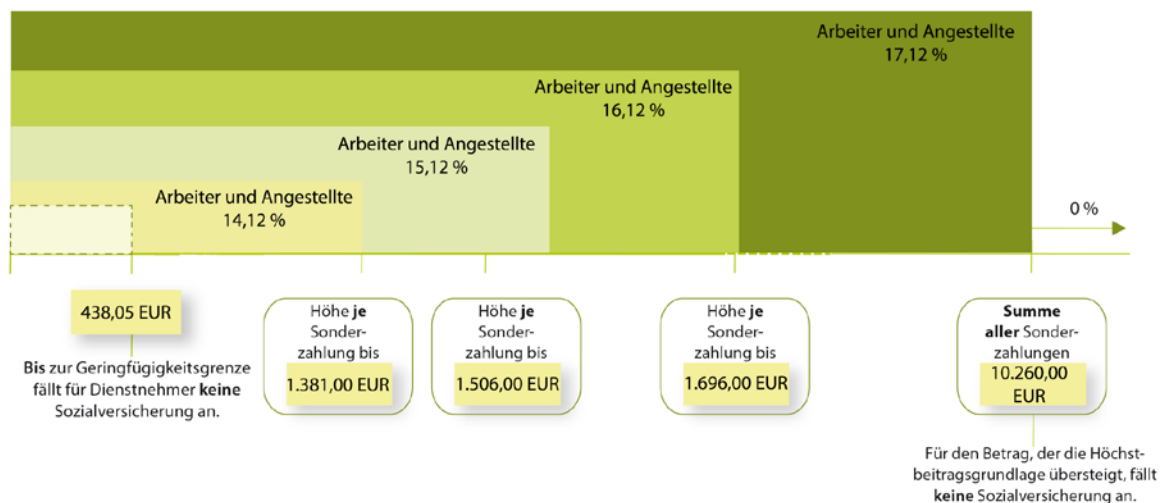 Arbeiter und Angestellte
17,12 %
Arbeiter und Angestellte
16,12 %
Arbeiter und Angestellte
15,12 %
Arbeiter und Angestellte
14,12 %
0 %
438,05 EUR
Bis zur Geringfügigkeitsgrenze
fällt für Dienstnehmer keine
Sozialversicherung an.
Höhe je
Sonder-
zahlung bis
1.381,00 EUR
Höhe je
Sonder-
zahlung bis
1.506,00 EUR
Höhe je
Sonder-
zahlung bis
1.696,00 EUR
Summe
aller Sonder-
zahlungen
10.260,00
EUR
Für den Betrag, der die Höchst-
beitragsgrundlage übersteigt, fällt
keine Sozialversicherung an.